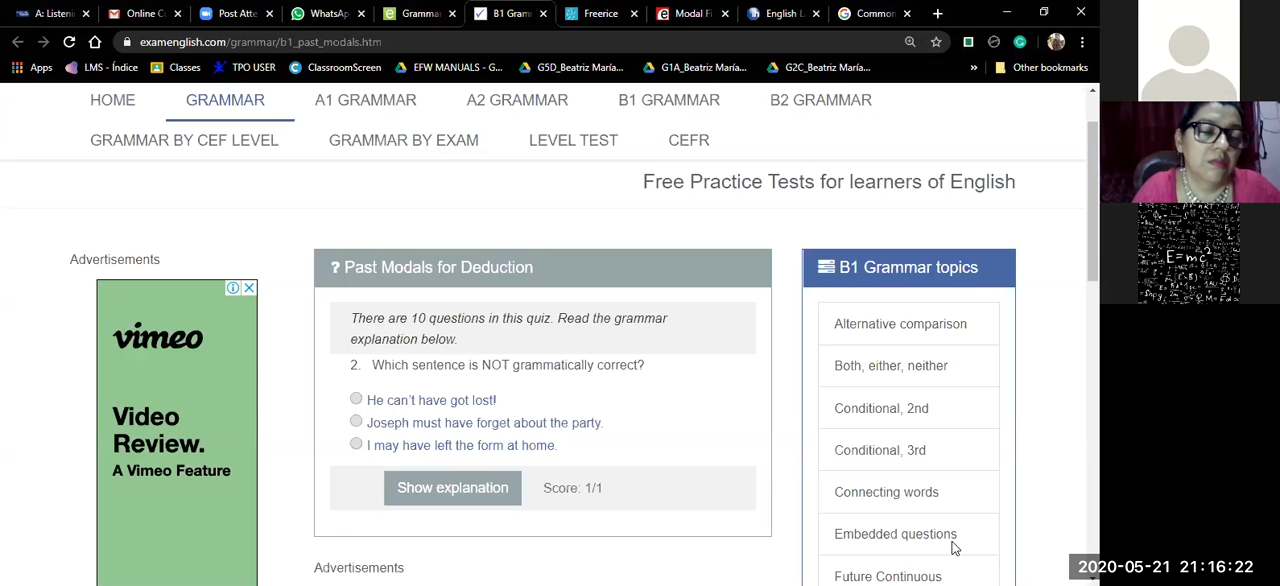 A: Listeni
Online Co
Post Atte
WhatsAp
Gramma
B1 Gram
Freerice
Modal Fi
English L
Common
examenglish.com/grammar/b1_past_modals.htm
Apps
LMS - Índice
Classes
TPO USER
ClassroomScreen
EFW MANUALS - G...
G5D_Beatriz María...
G1A_Beatriz María...
G2C_Beatriz María...
»
Other bookmarks
HOME
GRAMMAR
A1 GRAMMAR
A2 GRAMMAR
B1 GRAMMAR
B2 GRAMMAR
GRAMMAR BY CEF LEVEL
GRAMMAR BY EXAM
LEVEL TEST
CEFR
Free Practice Tests for learners of English
Advertisements
vimeo
Video
Review.
A Vimeo Feature
? Past Modals for Deduction
There are 10 questions in this quiz. Read the grammar
explanation below.
2. Which sentence is NOT grammatically correct?
He can't have got lost!
Joseph must have forget about the party.
I may have left the form at home.
Show explanation
Score: 1/1
Advertisements
B1 Grammar topics
Alternative comparison
Both, either, neither
Conditional, 2nd
Conditional, 3rd
Connecting words
Embedded questions
Future Continuous
E=mc²
2020-05-21 21:16:22